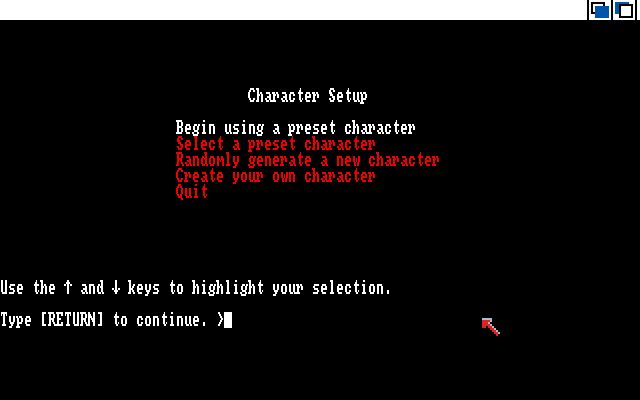 Character Setup
Begin using a preset character
Select a preset character
Randomly generate a new character
Create your own character
Quit
Use the ↑ and ↓ keys to highlight your selection.
Type [RETURN] to continue. >